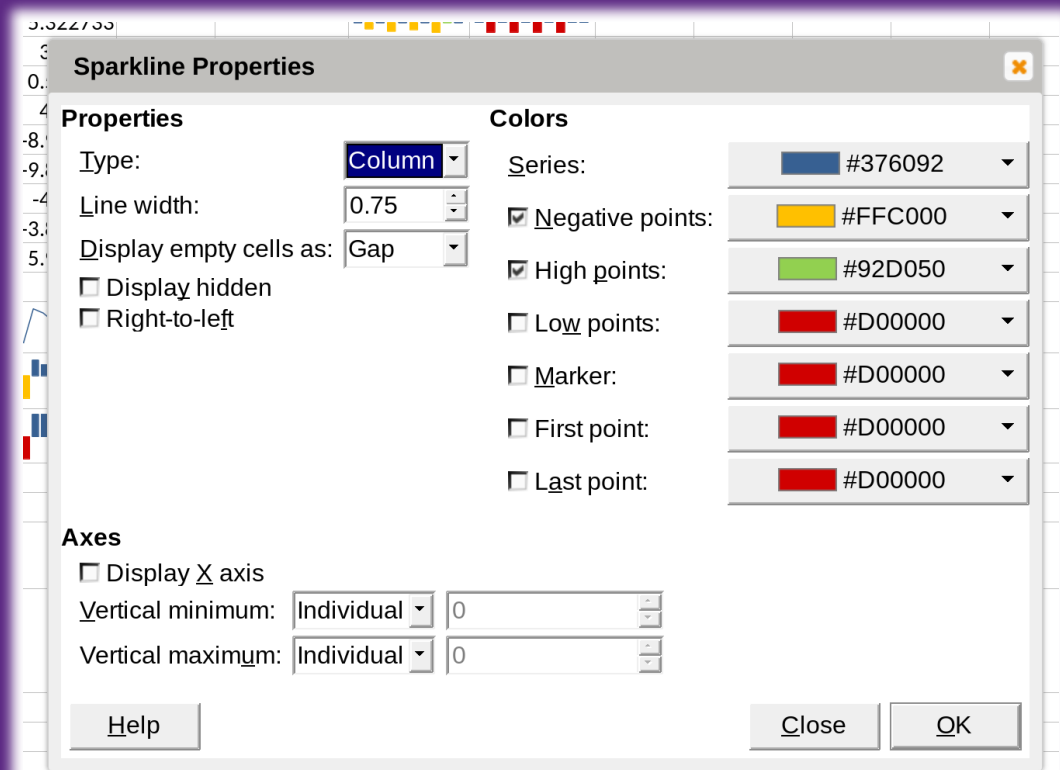 5.322733
Sparkline Properties
Properties
Type: Column
Line width: 0.75
Display empty cells as: Gap
Display hidden
Right-to-left
Colors
Series: #376092
Negative points: #FFC000
High points: #92D050
Low points: #D00000
Marker: #D00000
First point: #D00000
Last point: #D00000
Axes
Display X axis
Vertical minimum: Individual 0
Vertical maximum: Individual 0
Help Close OK